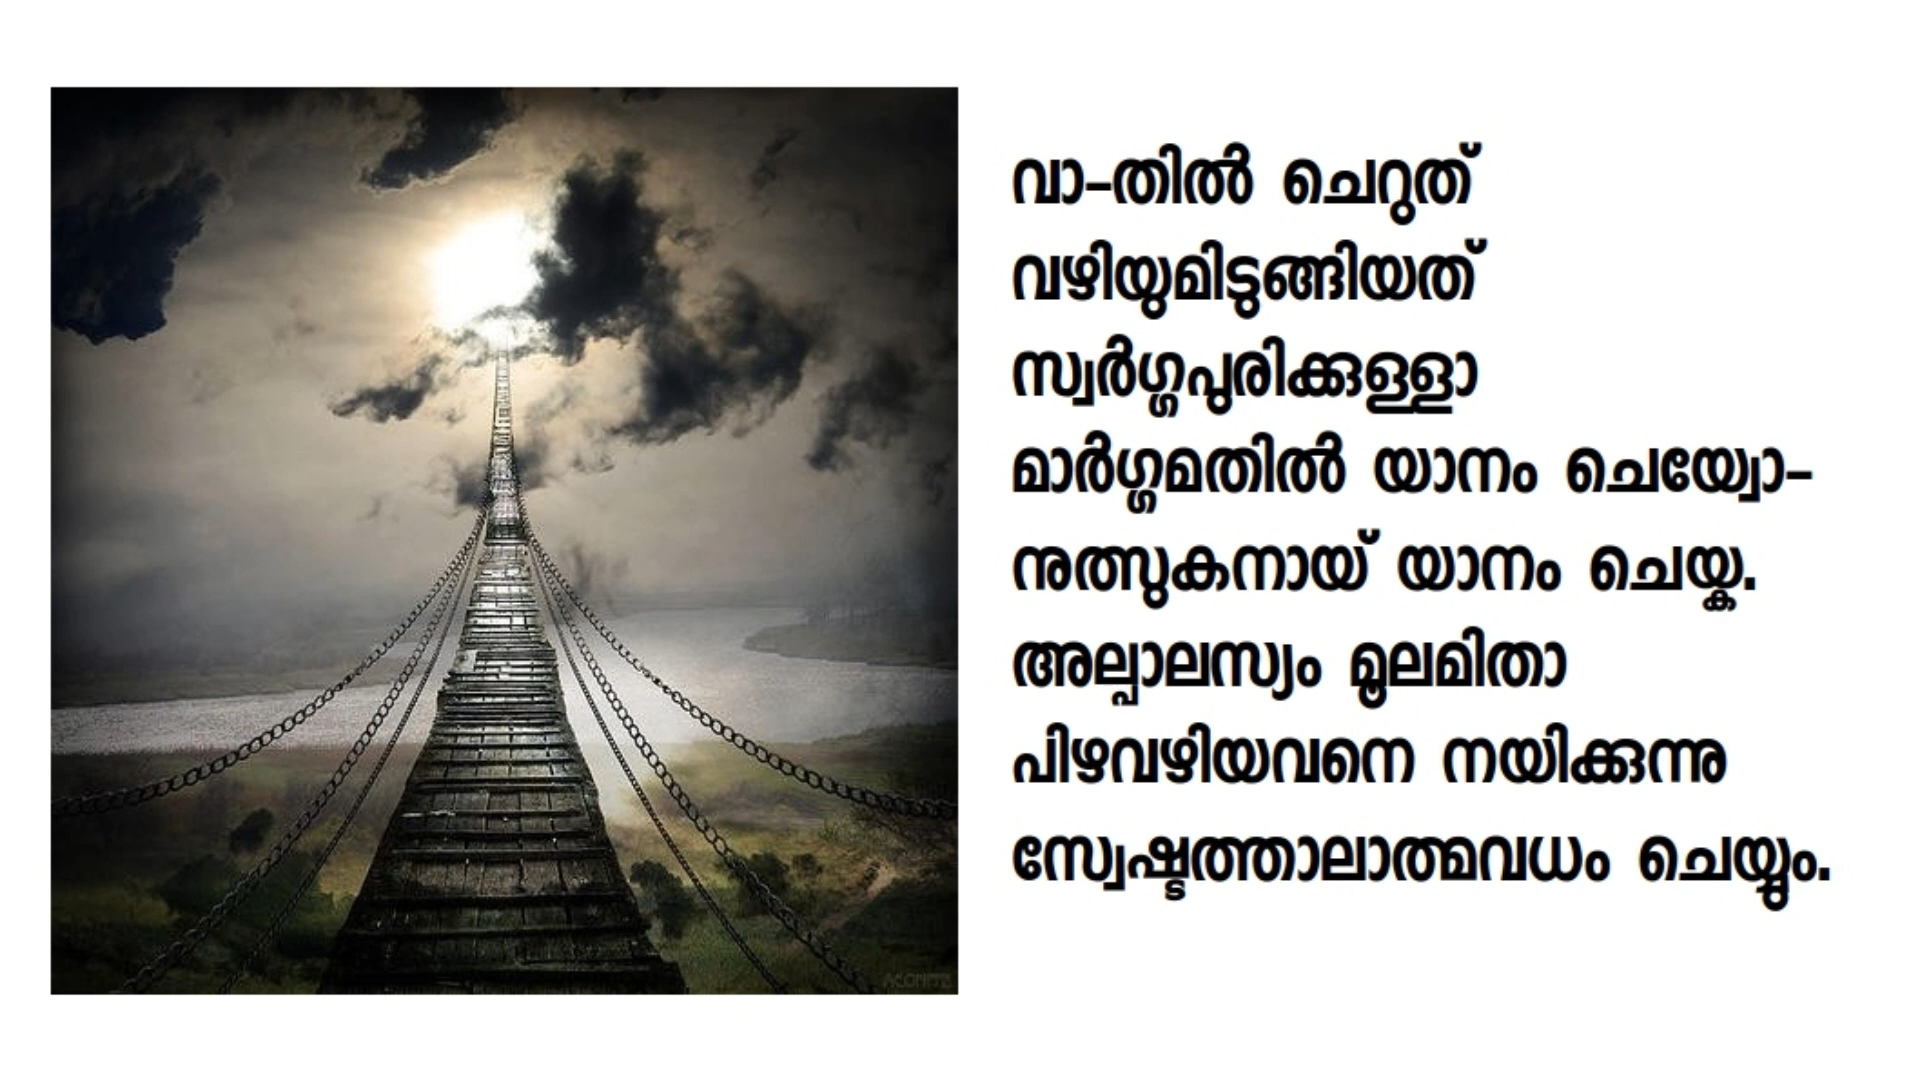 വാ-തിൽ ചെറുത്
വഴിയുമിടുങ്ങിയത്
സ്വർഗ്ഗപുരിക്കുള്ളാ
മാർഗ്ഗമതിൽ യാനം ചെയ്വോ-
നുത്സുകനായ് യാനം ചെയ്ക.
അല്പാലസ്യം മൂലമിതാ
പിഴവഴിയവനെ നയിക്കുന്നു
സ്വേഷ്ടത്താലാത്മവധം ചെയ്യും.